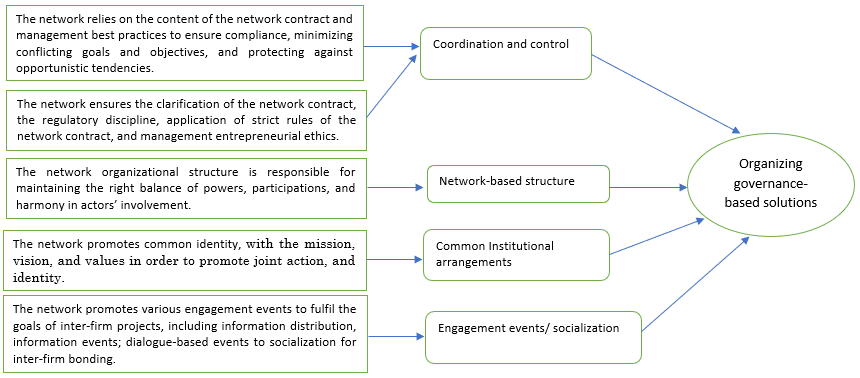 The network relies on the content of the network contract and
management best practices to ensure compliance, minimizing
conflicting goals and objectives, and protecting against
opportunistic tendencies.
Coordination and control
The network ensures the clarification of the network contract,
the regulatory discipline, application of strict rules of the
network contract, and management entrepreneurial ethics.
The network organizational structure is responsible for
maintaining the right balance of powers, participations, and
harmony in actors’ involvement.
Network-based structure
Organizing
governance-
based solutions
The network promotes common identity, with the mission,
vision, and values in order to promote joint action, and
identity.
Common Institutional
arrangements
The network promotes various engagement events to fulfil the
goals of inter-firm projects, including information distribution,
information events; dialogue-based events to socialization for
inter-firm bonding.
Engagement events/ socialization